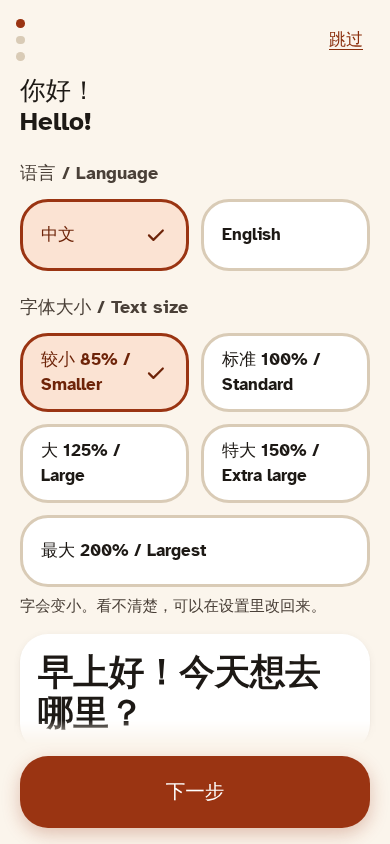 跳过
你好！
Hello!
语言 / Language
中文
English
字体大小 / Text size
较小 85% /
Smaller
标准 100% /
Standard
大 125% /
Large
特大 150% /
Extra large
最大 200% / Largest
字会变小。看不清楚，可以在设置里改回来。
早上好！今天想去
哪里？
下一步